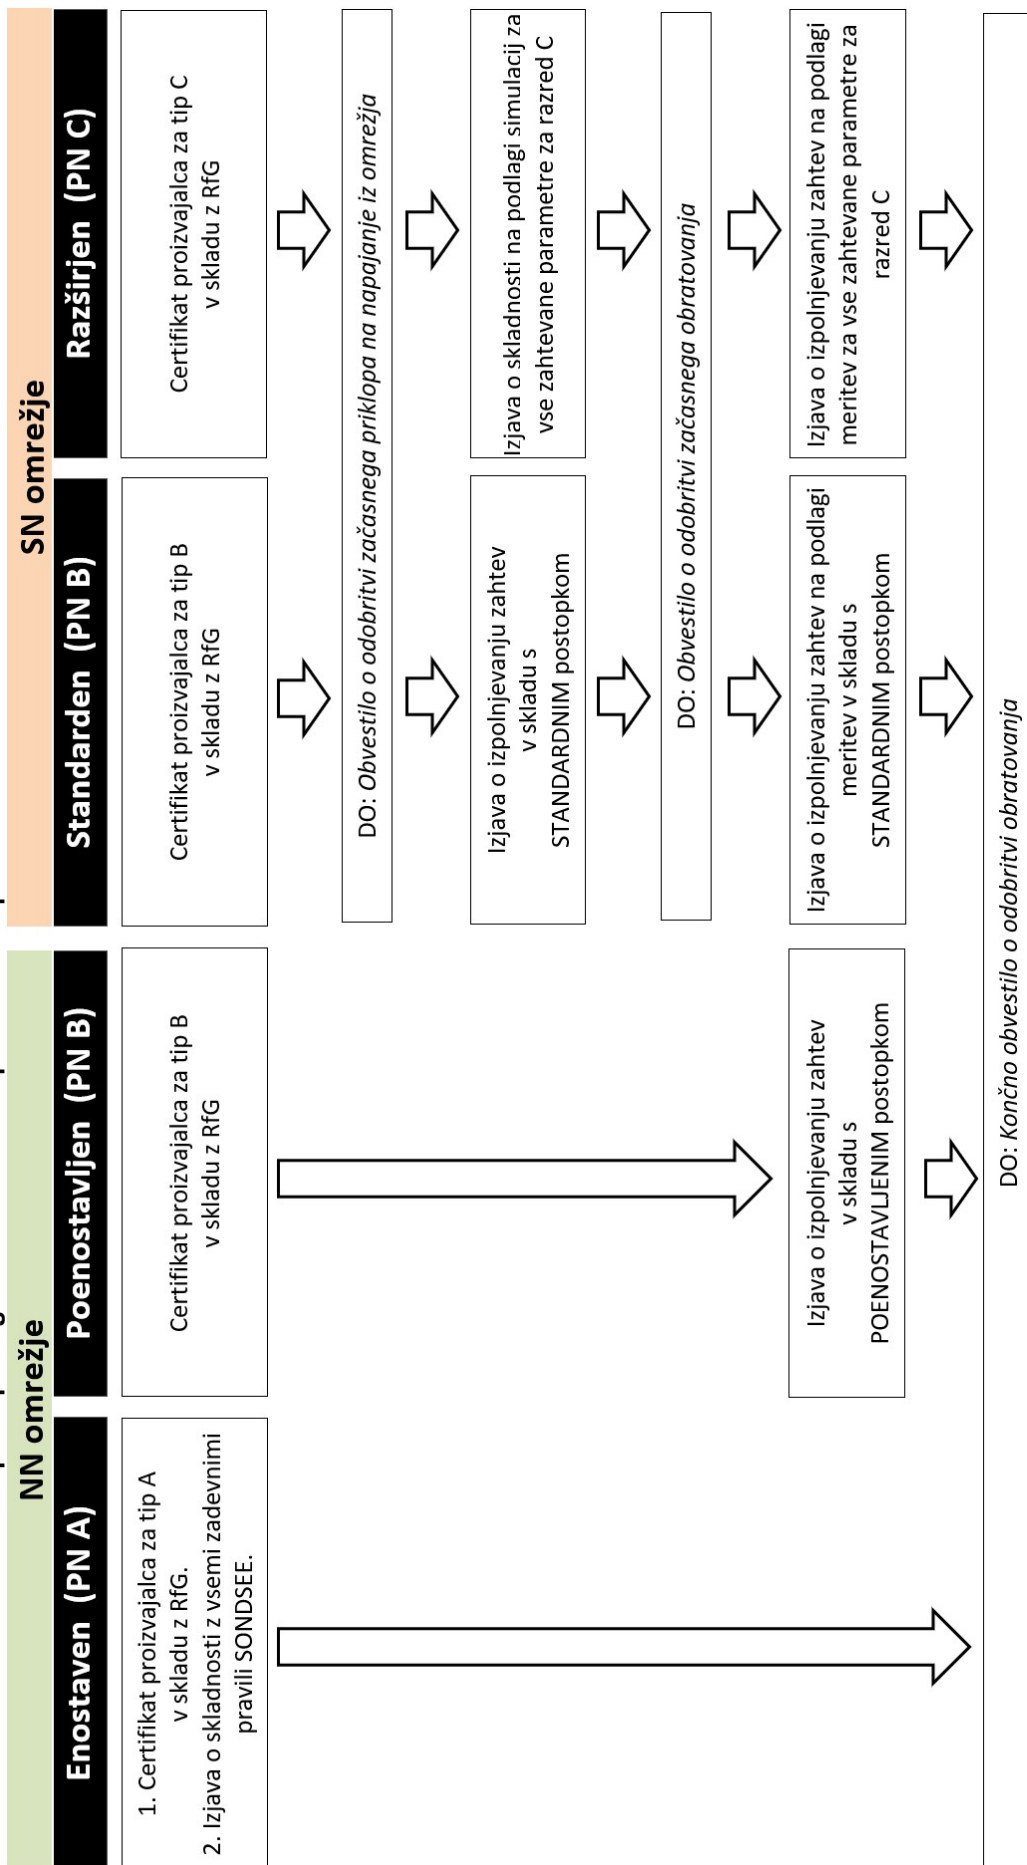 NN omrežje
SN omrežje
Enostaven (PN A)
Poenostavljen (PN B)
Standarden (PN B)
Razširjen (PN C)
1. Certifikat proizvajalca za tip A
v skladu z RfG.
2. Izjava o skladnosti z vsemi zadevnimi
pravili SONDSEE.
Certifikat proizvajalca za tip B
v skladu z RfG
Certifikat proizvajalca za tip B
v skladu z RfG
Certifikat proizvajalca za tip C
v skladu z RfG
DO: Obvestilo o odobritvi začasnega priklopa na napajanje iz omrežja
Izjava o izpolnjevanju zahtev
v skladu s
STANDARDNIM postopkom
Izjava o skladnosti na podlagi simulacij za
vse zahtevane parametre za razred C
DO: Obvestilo o odobritvi začasnega obratovanja
Izjava o izpolnjevanju zahtev
v skladu s
POENOSTAVLJENIM postopkom
Izjava o izpolnjevanju zahtev na podlagi
meritev v skladu s
STANDARDNIM postopkom
Izjava o izpolnjevanju zahtev na podlagi
meritev za vse zahtevane parametre za
razred C
DO: Končno obvestilo o odobritvi obratovanja